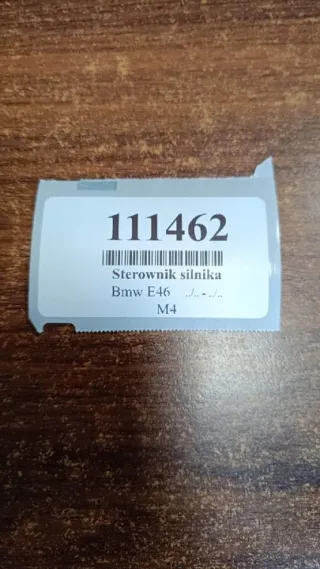 111462
Sterownik silnika
Bmw E46 ../.. - ../..
M4